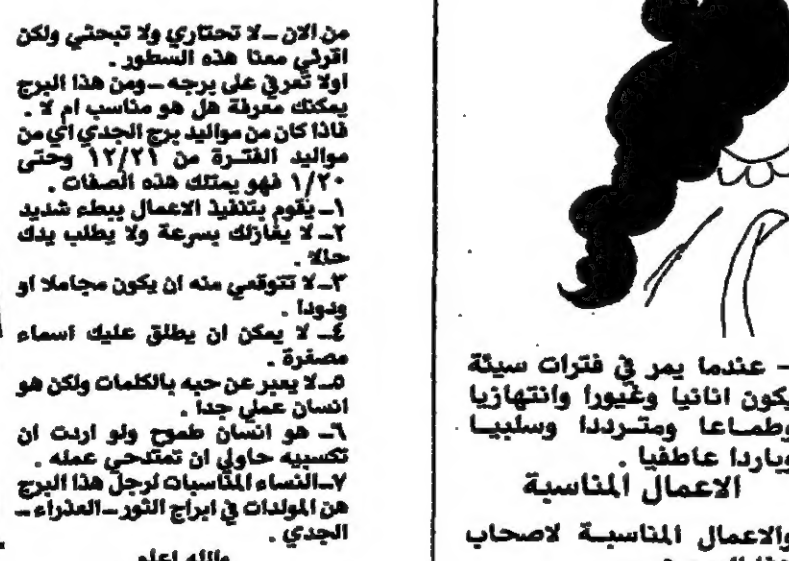 – عندما يمر في فترات سيئة
يكون انانيا وغيورا وانتهازيا
وطماعا ومترددا وسلبيا
وباردا عاطفيا .
الاعمال المناسبة
والاعمال المناسبة لاصحاب
من الان – لا تحتاري ولا تبحثي ولكن
اقرئي معنا هذه السطور .
اولا تعرفي على برجه – ومن هذا البرج
يمكنك معرفة هل هو مناسب ام لا .
فاذا كان من مواليد برج الجدي اي من
مواليد الفترة من ١٢/٢١ وحتى
١/٢٠ فهو يمتلك هذه الصفات .
١– يقوم بتنفيذ الاعمال ببطء شديد
٢– لا يغازلك بسرعة ولا يطلب يدك
حالا .
٣– لا تتوقعي منه ان يكون مجاملا او
ودودا .
٤– لا يمكن ان يطلق عليك اسماء
مصغرة .
٥– لا يعبر عن حبه بالكلمات ولكن هو
انسان عملي جدا .
٦– هو انسان طموح ولو اردت ان
تكسبيه حاولي ان تمتدحي عمله .
٧– النساء المناسبات لرجل هذا البرج
هن المولدات في ابراج الثور – العذراء –
الجدي .
والله اعلم